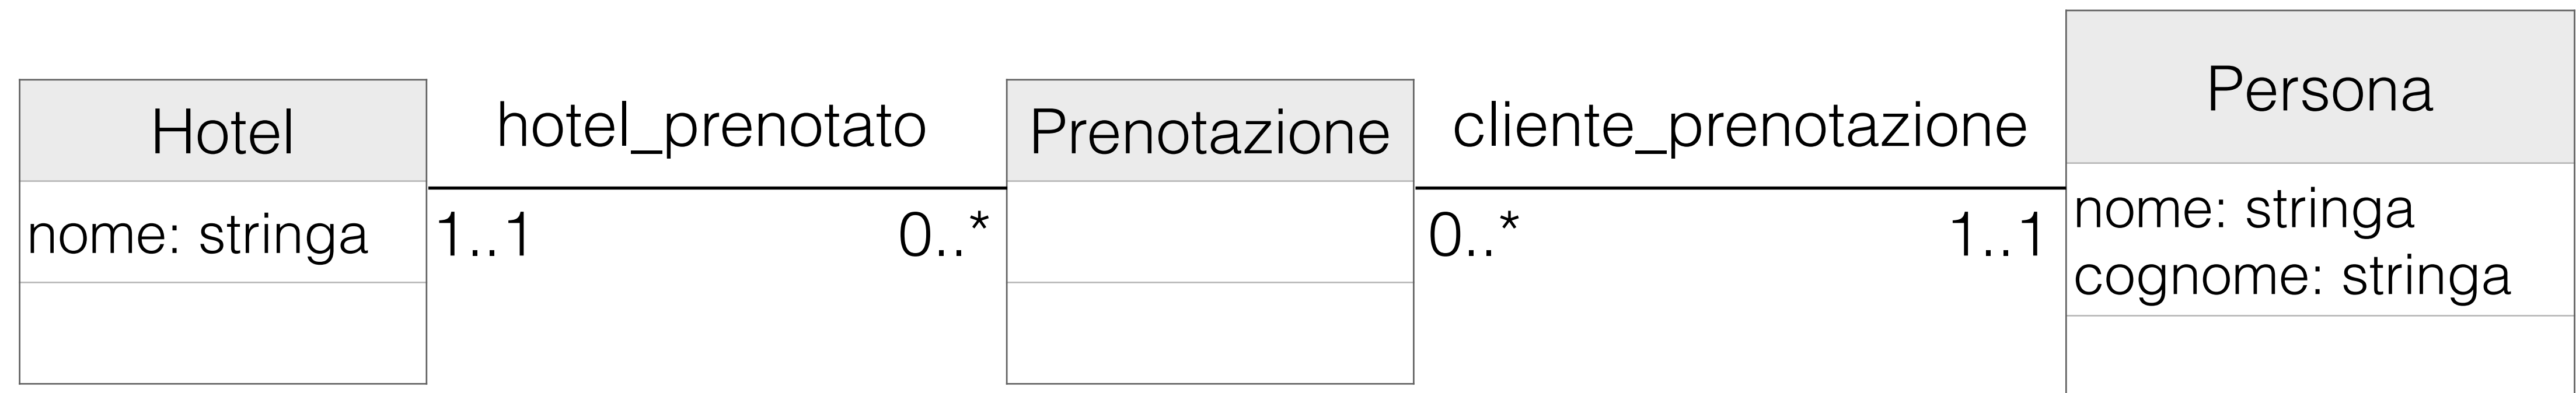 Hotel
nome: stringa
hotel_prenotato
1..1
0..*
Prenotazione
cliente_prenotazione
0..*
1..1
Persona
nome: stringa
cognome: stringa